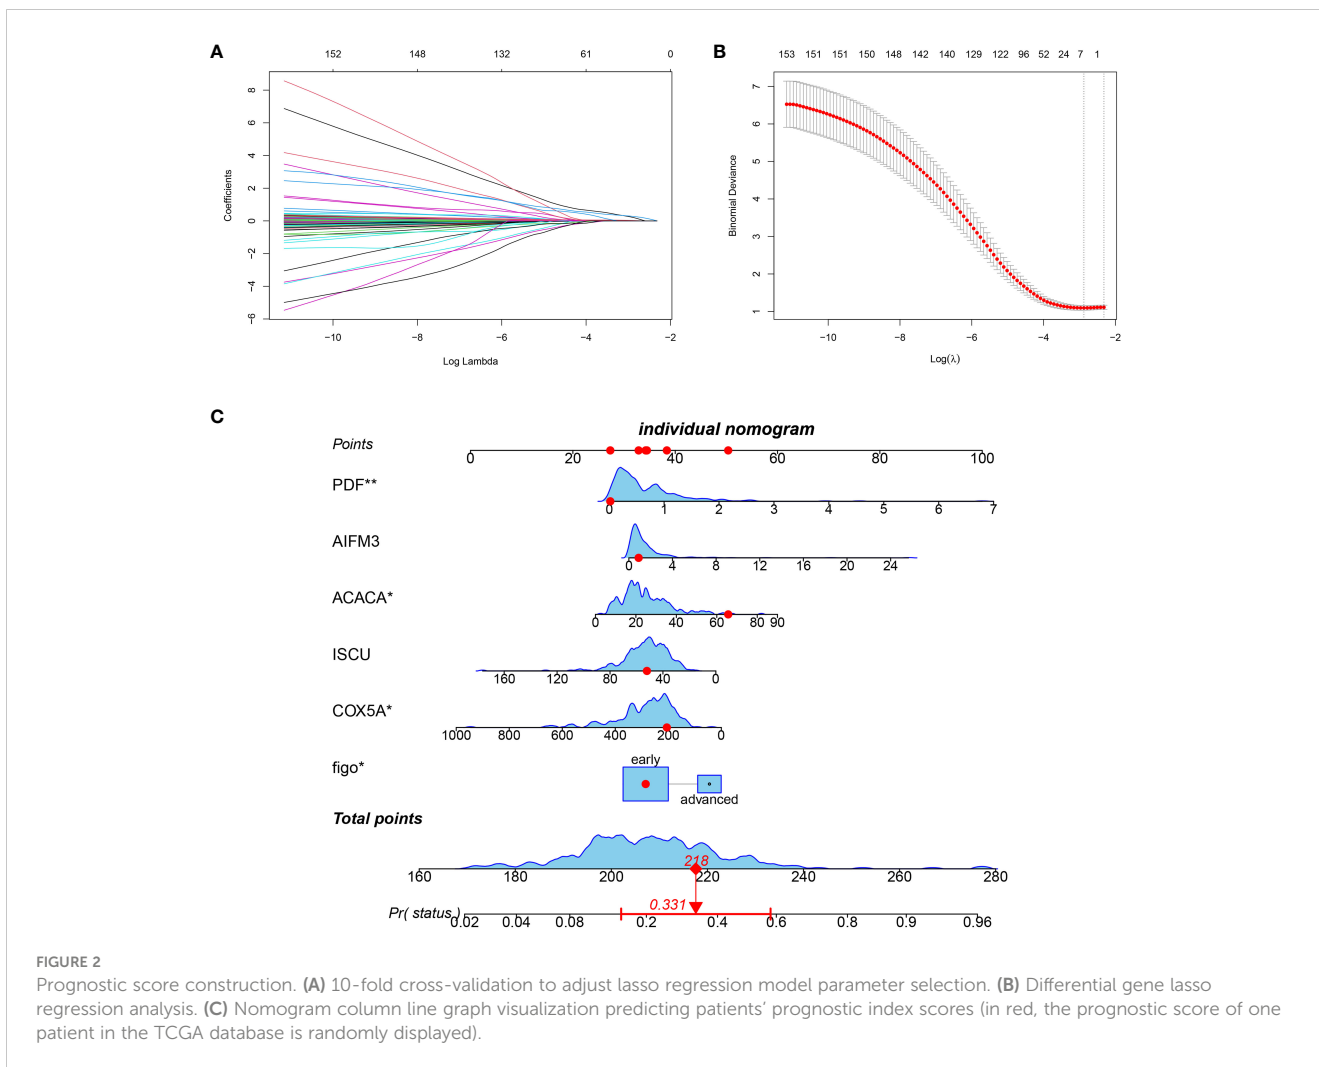 A
152 148 132 61 0
8
6
4
2
0
−2
−4
−6
Coefficients
−10 −8 −6 −4 −2
Log Lambda
B
153 151 151 150 148 142 140 129 122 96 52 24 7 1
7
6
5
4
3
2
1
Binomial Deviance
−10 −8 −6 −4 −2
Log(λ)
C
individual nomogram
Points
0 20 40 60 80 100
PDF**
0 1 2 3 4 5 6 7
AIFM3
0 4 8 12 16 20 24
ACACA*
0 20 40 60 80 90
ISCU
160 120 80 40 0
COX5A*
1000 800 600 400 200 0
figo*
early
advanced
Total points
218
160 180 200 220 240 260 280
0.331
Pr( status )
0.02 0.04 0.08 0.2 0.4 0.6 0.8 0.9 0.96
FIGURE 2
Prognostic score construction. (A) 10-fold cross-validation to adjust lasso regression model parameter selection. (B) Differential gene lasso
regression analysis. (C) Nomogram column line graph visualization predicting patients’ prognostic index scores (in red, the prognostic score of one
patient in the TCGA database is randomly displayed).